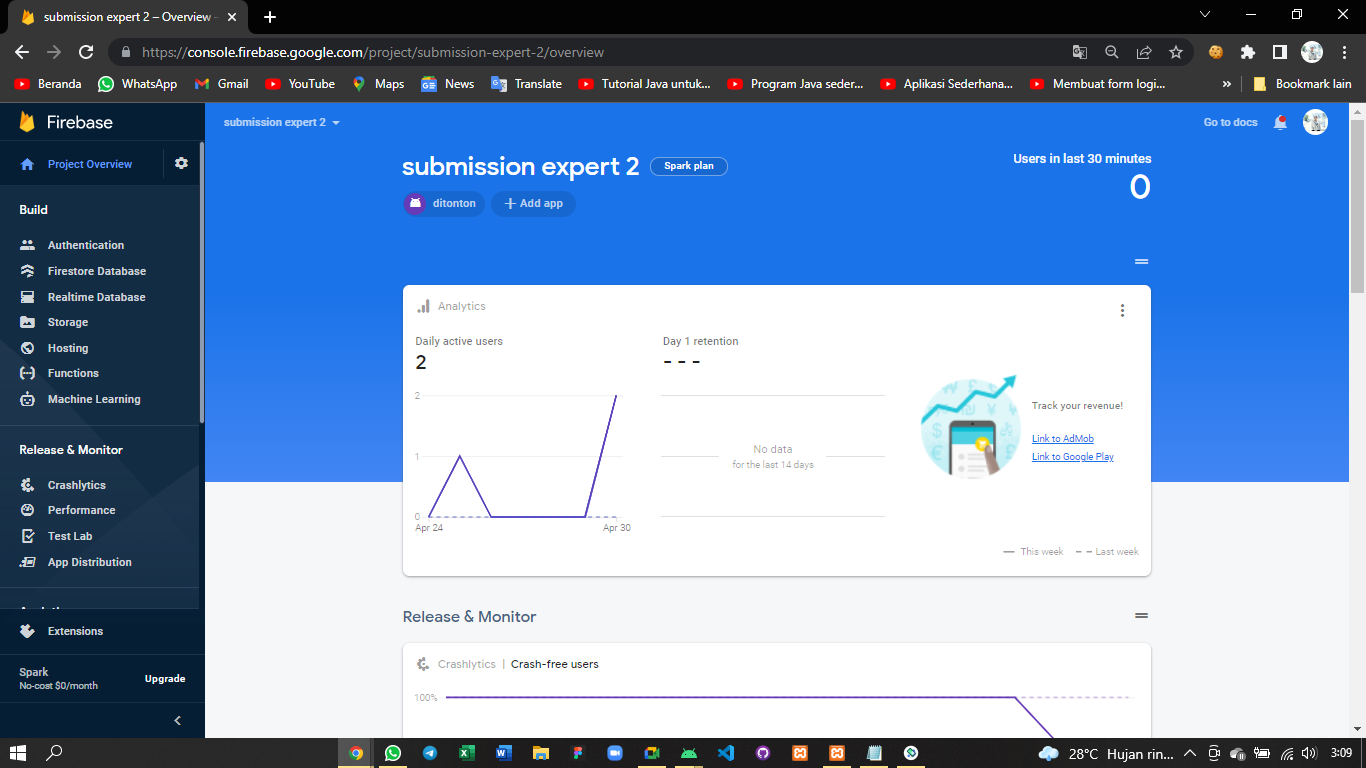 submission expert 2 – Overview -
https://console.firebase.google.com/project/submission-expert-2/overview
Beranda WhatsApp Gmail YouTube Maps News Translate Tutorial Java untuk... Program Java seder... Aplikasi Sederhana... Membuat form logi... » Bookmark lain
Firebase
Project Overview
Build
Authentication
Firestore Database
Realtime Database
Storage
Hosting
Functions
Machine Learning
Release & Monitor
Crashlytics
Performance
Test Lab
App Distribution
Extensions
Spark
No-cost $0/month
Upgrade
submission expert 2
Go to docs
submission expert 2 Spark plan
ditonton + Add app
Users in last 30 minutes
0
Analytics
Daily active users
2
2
1
0
Apr 24 Apr 30
Day 1 retention
- - -
No data
for the last 14 days
Track your revenue!
Link to AdMob
Link to Google Play
This week Last week
Release & Monitor
Crashlytics | Crash-free users
100%
28°C Hujan rin... 3:09